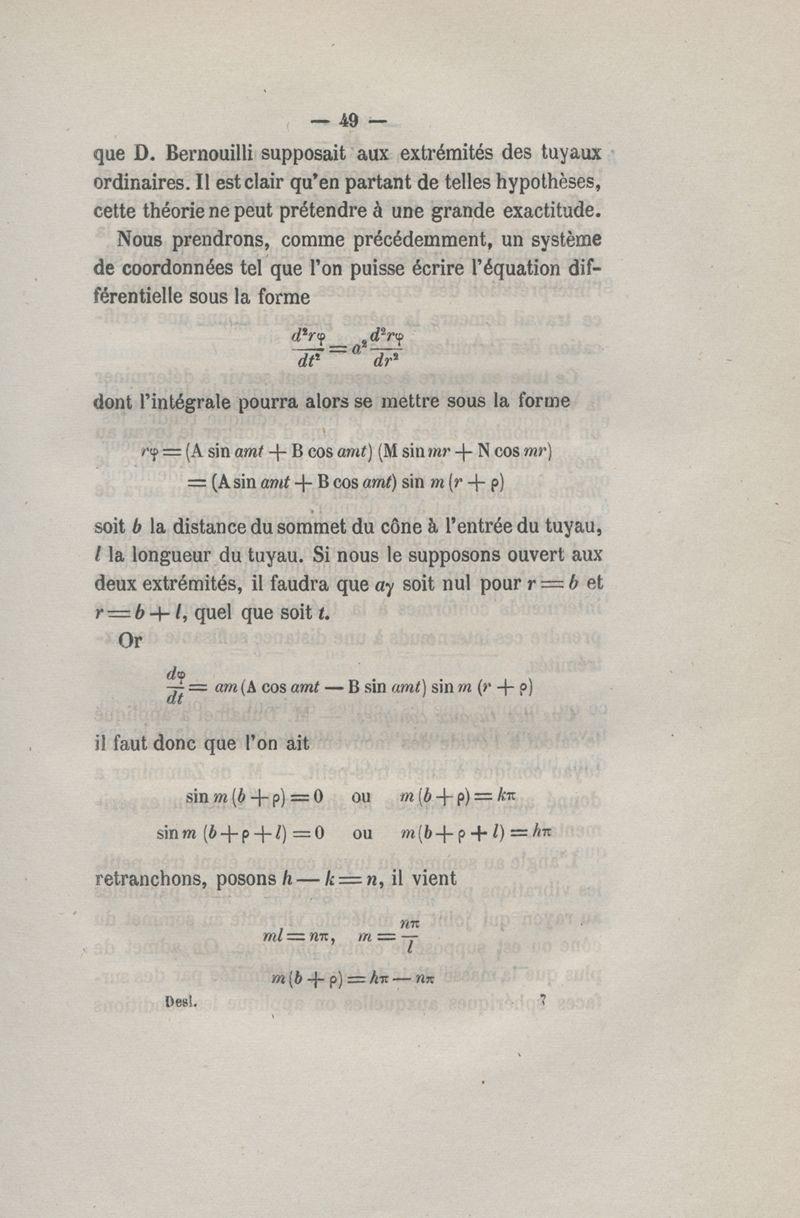 — 49 —
que D. Bernouilli supposait aux extrémités des tuyaux
ordinaires. Il est clair qu'en partant de telles hypothèses,
cette théorie ne peut prétendre à une grande exactitude.
Nous prendrons, comme précédemment, un système
de coordonnées tel que l'on puisse écrire l'équation dif-
férentielle sous la forme
d²rφ/dt² = a² d²rφ/dr²
dont l'intégrale pourra alors se mettre sous la forme
rφ = (A sin amt + B cos amt) (M sin mr + N cos mr)
= (A sin amt + B cos amt) sin m (r + ρ)
soit b la distance du sommet du cône à l'entrée du tuyau,
l la longueur du tuyau. Si nous le supposons ouvert aux
deux extrémités, il faudra que aγ soit nul pour r = b et
r = b + l, quel que soit t.
Or
dφ/dt = am (A cos amt — B sin amt) sin m (r + ρ)
il faut donc que l'on ait
sin m (b + ρ) = 0 ou m (b + ρ) = kπ
sin m (b + ρ + l) = 0 ou m (b + ρ + l) = hπ
retranchons, posons h — k = n, il vient
ml = nπ, m = nπ/l
m (b + ρ) = hπ — nπ
Desl. 7